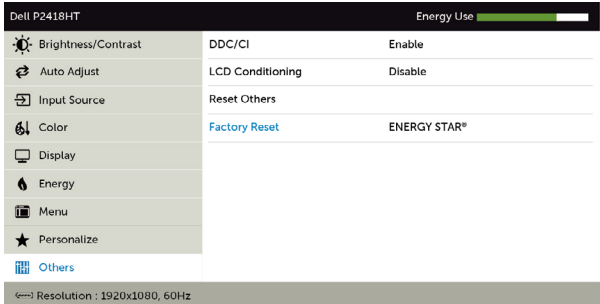 Dell P2418HT Energy Use
Brightness/Contrast DDC/CI Enable
Auto Adjust LCD Conditioning Disable
Input Source Reset Others
Color Factory Reset ENERGY STAR®
Display
Energy
Menu
Personalize
Others
Resolution : 1920x1080, 60Hz